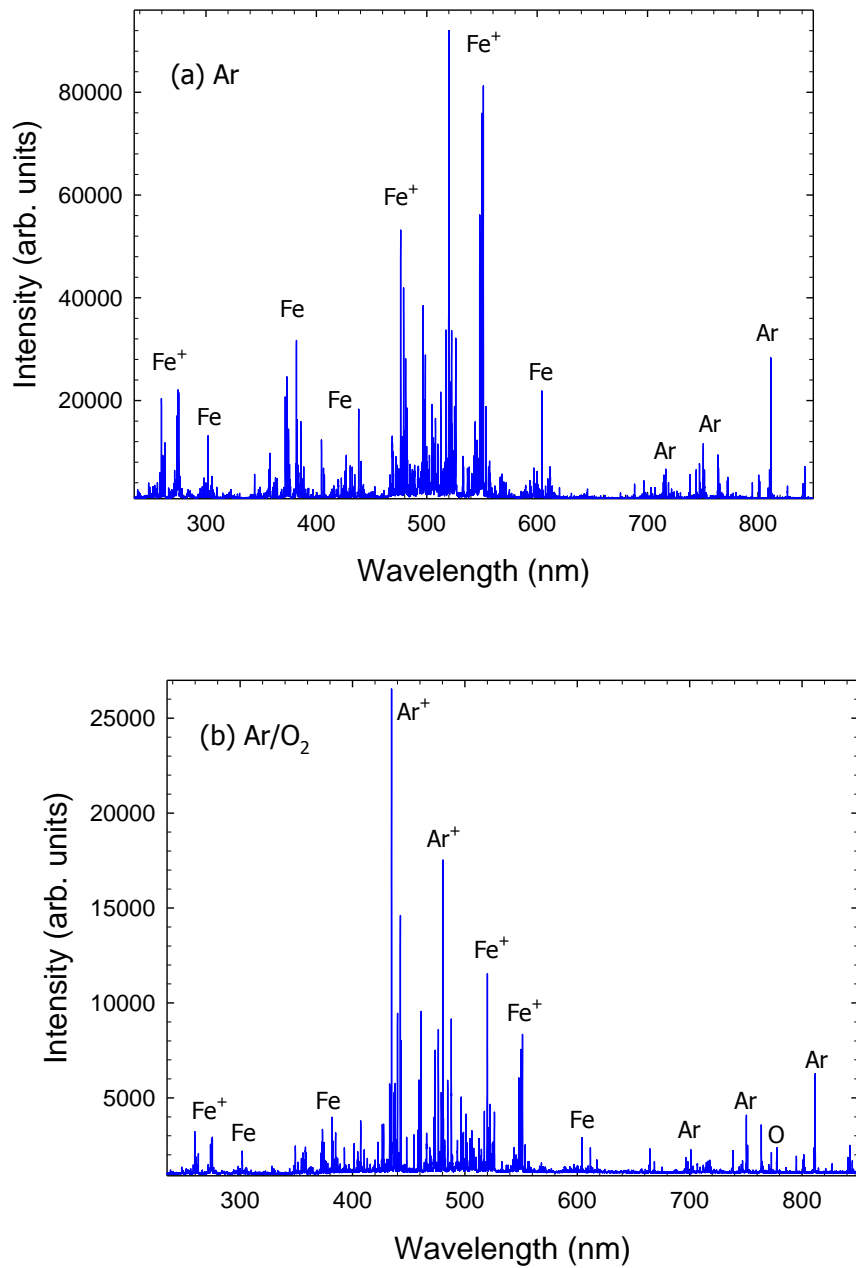 (a) Ar
Fe⁺
80000
60000
Fe⁺
40000
Fe
Ar
Fe⁺
20000
Fe
Fe
Fe
Ar
Ar
300 400 500 600 700 800
Intensity (arb. units)
Wavelength (nm)
25000
Ar⁺
(b) Ar/O₂
20000
Ar⁺
15000
Fe⁺
10000
Fe⁺
5000
Fe⁺
Fe
Fe
Fe
Ar
Ar
O
Ar
300 400 500 600 700 800
Intensity (arb. units)
Wavelength (nm)